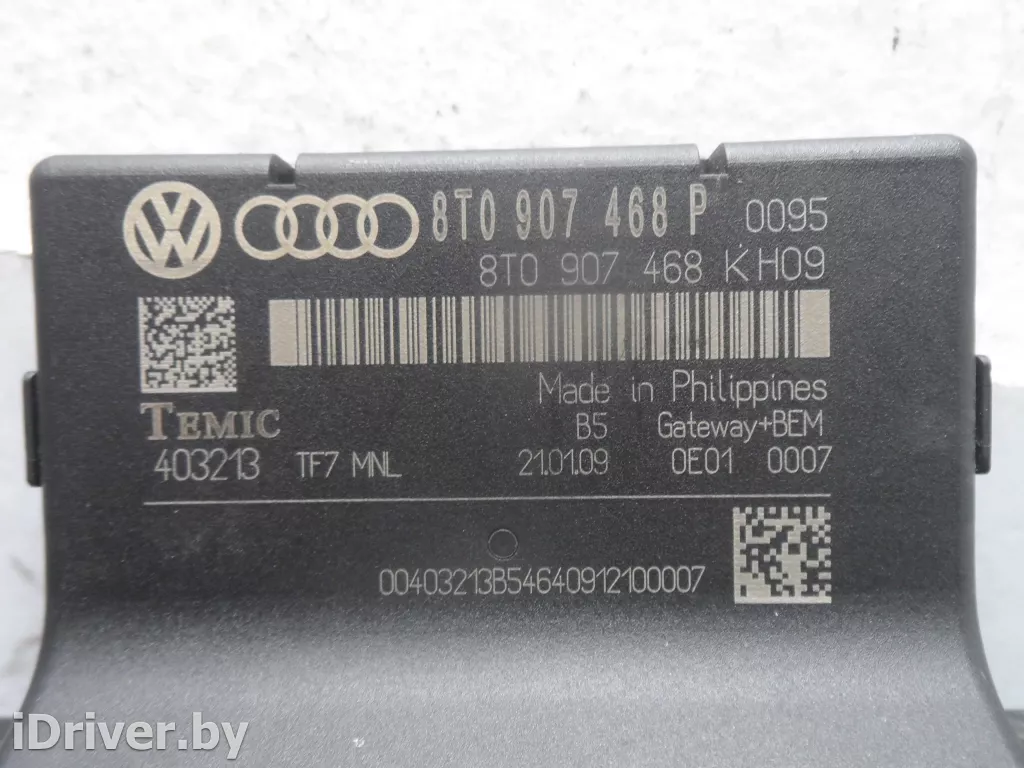 8T0 907 468 P 0095
8T0 907 468 K H09
Made in Philippines
TEMIC B5 Gateway+BEM
403213 TF7 MNL 21.01.09 0E01 0007
00403213B54640912100007
iDriver.by